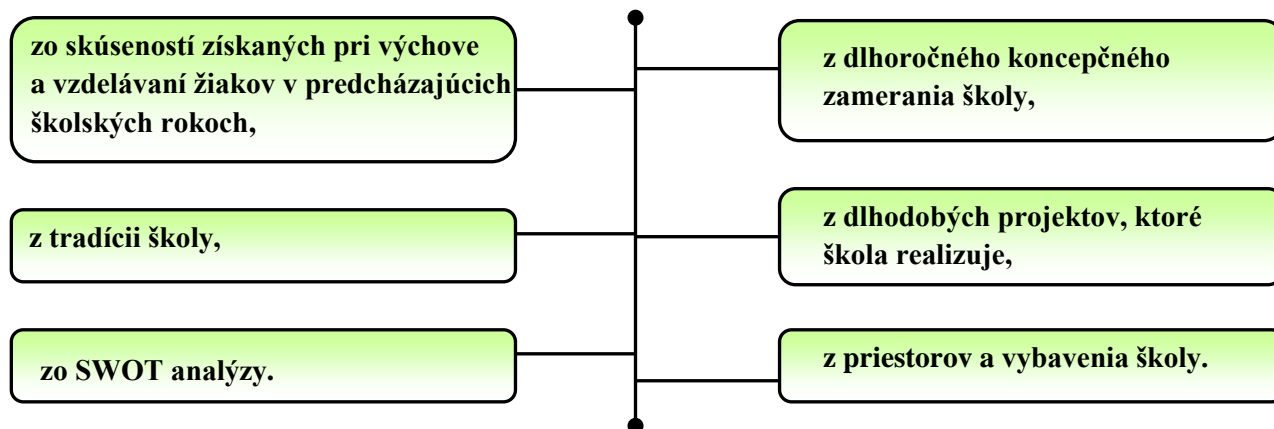 zo skúseností získaných pri výchove
a vzdelávaní žiakov v predchádzajúcich
školských rokoch,
z tradícii školy,
zo SWOT analýzy.
z dlhoročného koncepčného
zamerania školy,
z dlhodobých projektov, ktoré
škola realizuje,
z priestorov a vybavenia školy.